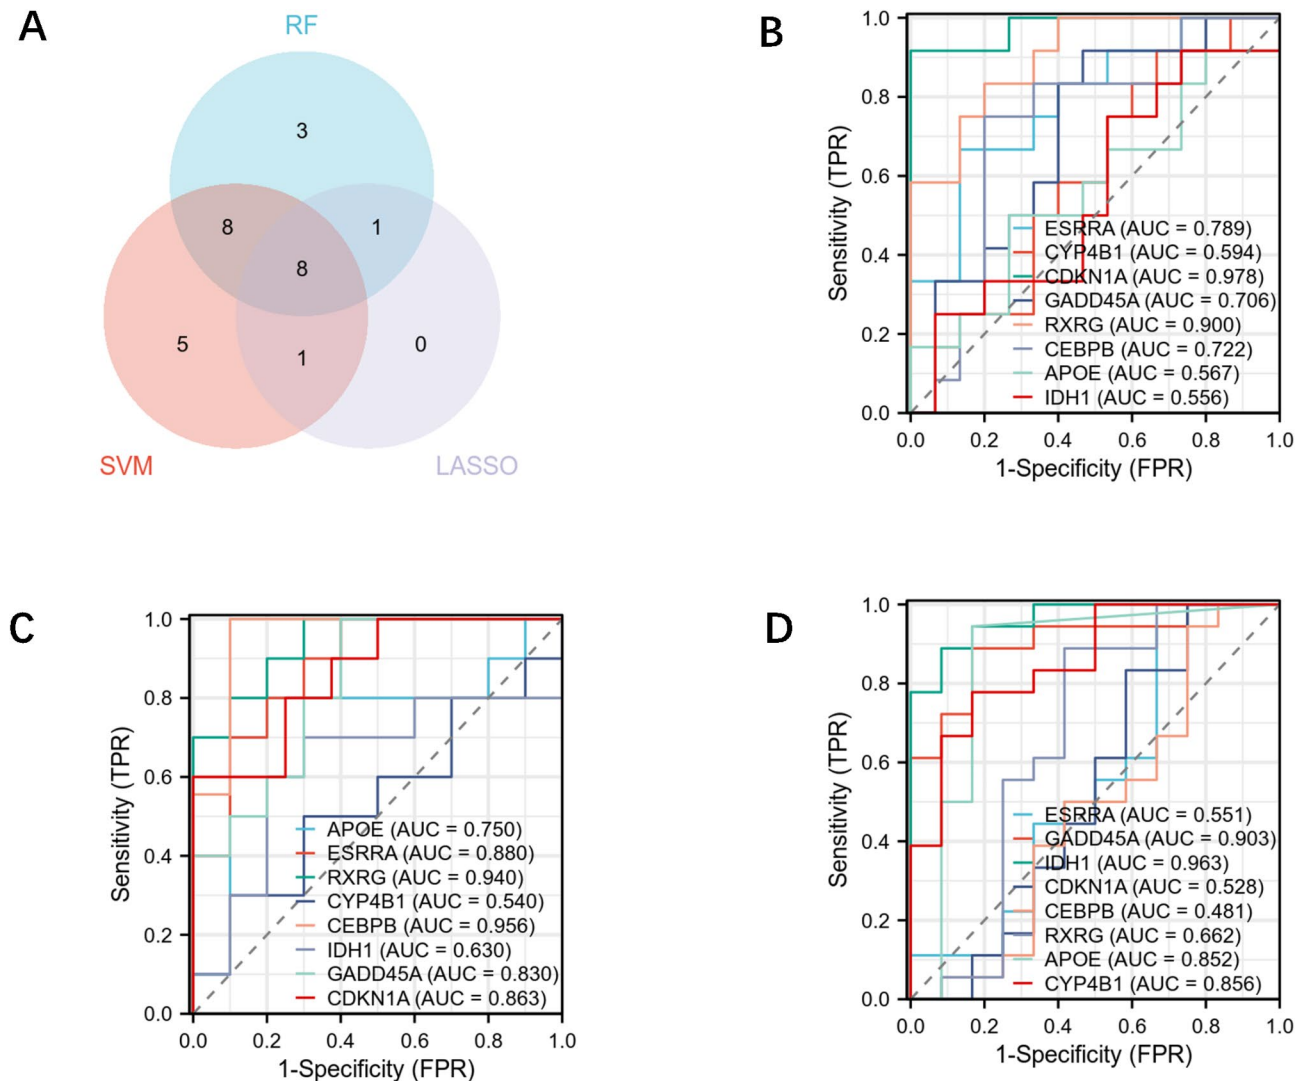 A
RF
3
8
1
8
5
1
0
SVM
LASSO
B
Sensitivity (TPR)
1.0
0.8
0.6
0.4
0.2
0.0
ESRRA (AUC = 0.789)
CYP4B1 (AUC = 0.594)
CDKN1A (AUC = 0.978)
GADD45A (AUC = 0.706)
RXRG (AUC = 0.900)
CEBPB (AUC = 0.722)
APOE (AUC = 0.567)
IDH1 (AUC = 0.556)
0.0 0.2 0.4 0.6 0.8 1.0
1-Specificity (FPR)
C
Sensitivity (TPR)
1.0
0.8
0.6
0.4
0.2
0.0
APOE (AUC = 0.750)
ESRRA (AUC = 0.880)
RXRG (AUC = 0.940)
CYP4B1 (AUC = 0.540)
CEBPB (AUC = 0.956)
IDH1 (AUC = 0.630)
GADD45A (AUC = 0.830)
CDKN1A (AUC = 0.863)
0.0 0.2 0.4 0.6 0.8 1.0
1-Specificity (FPR)
D
Sensitivity (TPR)
1.0
0.8
0.6
0.4
0.2
0.0
ESRRA (AUC = 0.551)
GADD45A (AUC = 0.903)
IDH1 (AUC = 0.963)
CDKN1A (AUC = 0.528)
CEBPB (AUC = 0.481)
RXRG (AUC = 0.662)
APOE (AUC = 0.852)
CYP4B1 (AUC = 0.856)
0.0 0.2 0.4 0.6 0.8 1.0
1-Specificity (FPR)